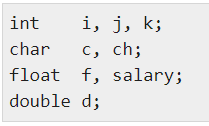 int    i, j, k;
char   c, ch;
float  f, salary;
double d;